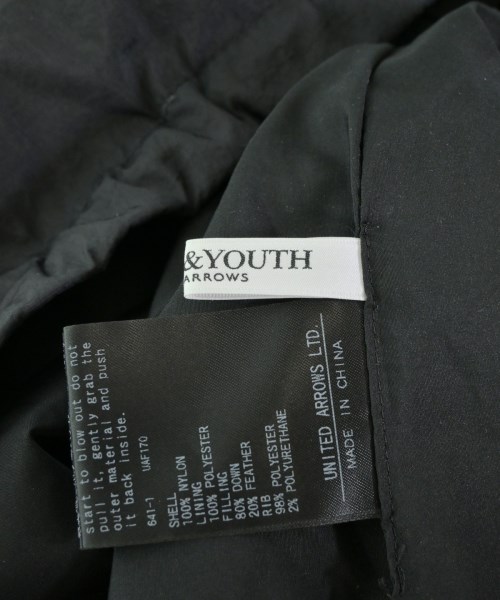 &YOUTH
ARROWS
start to blow out do not
pull it, gently grab the
outer material and push
it back inside.
641-1 UAF170
SHELL
100% NYLON
LINING
100% POLYESTER
FILLING
80% DOWN
20% FEATHER
RIB
98% POLYESTER
2% POLYURETHANE
UNITED ARROWS LTD.
MADE IN CHINA